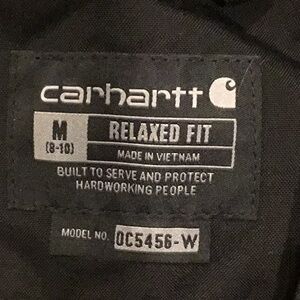 carhartt
M
(8-10)
RELAXED FIT
MADE IN VIETNAM
BUILT TO SERVE AND PROTECT
HARDWORKING PEOPLE
MODEL NO. OC5456-W